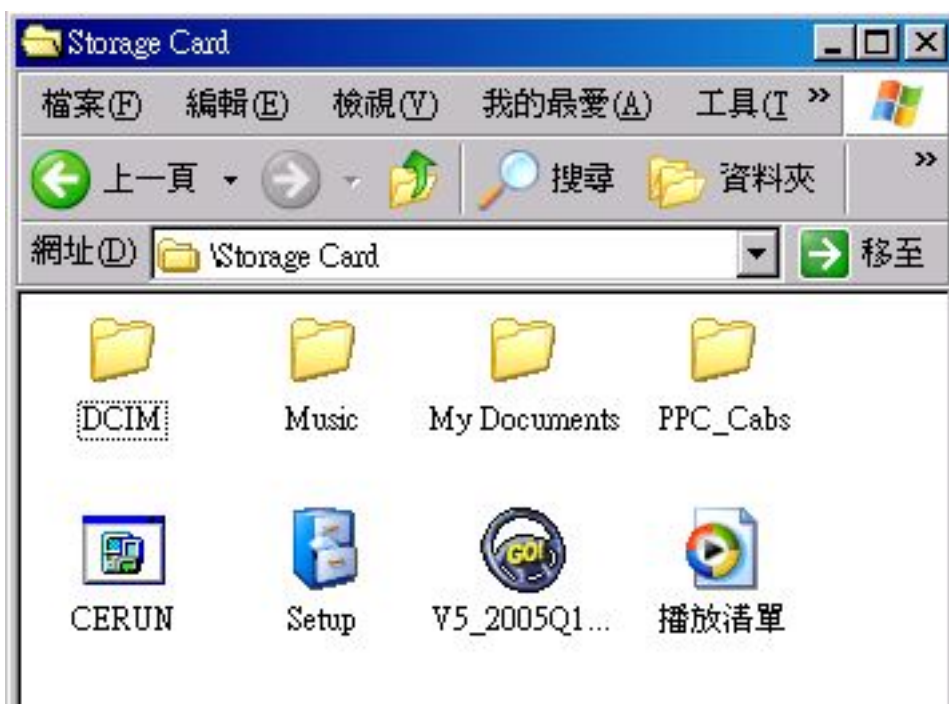 Storage Card
檔案(F) 編輯(E) 檢視(V) 我的最愛(A) 工具(T »
上一頁 搜尋 資料夾 »
網址(D) \Storage Card 移至
DCIM Music My Documents PPC_Cabs
CERUN Setup V5_2005Q1... 播放清單
GO!